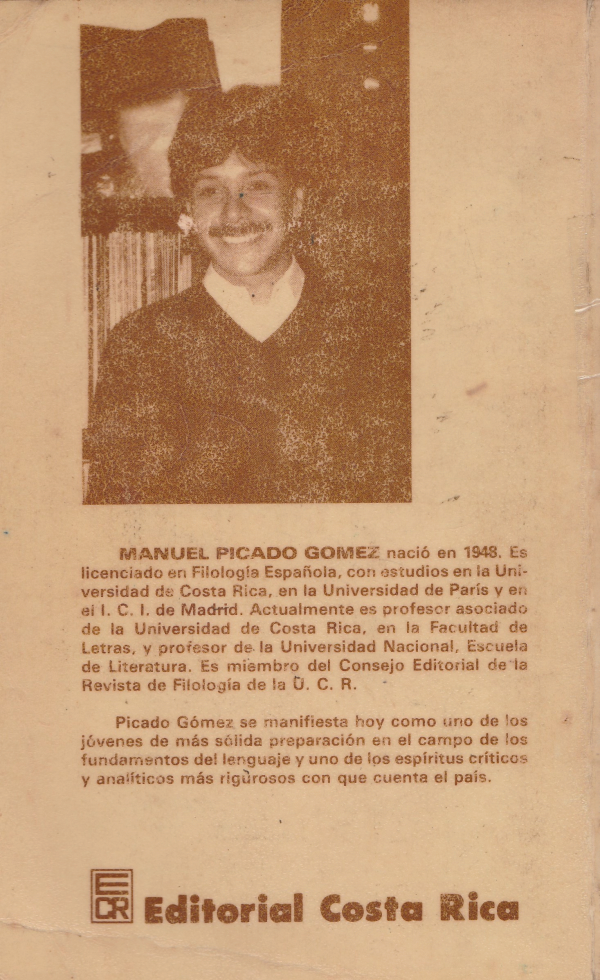 MANUEL PICADO GOMEZ nació en 1948. Es
licenciado en Filología Española, con estudios en la Uni-
versidad de Costa Rica, en la Universidad de París y en
el I. C. I. de Madrid. Actualmente es profesor asociado
de la Universidad de Costa Rica, en la Facultad de
Letras, y profesor de la Universidad Nacional, Escuela
de Literatura. Es miembro del Consejo Editorial de la
Revista de Filología de la U. C. R.
Picado Gómez se manifiesta hoy como uno de los
jóvenes de más sólida preparación en el campo de los
fundamentos del lenguaje y uno de los espíritus críticos
y analíticos más rigurosos con que cuenta el país.
ECR Editorial Costa Rica